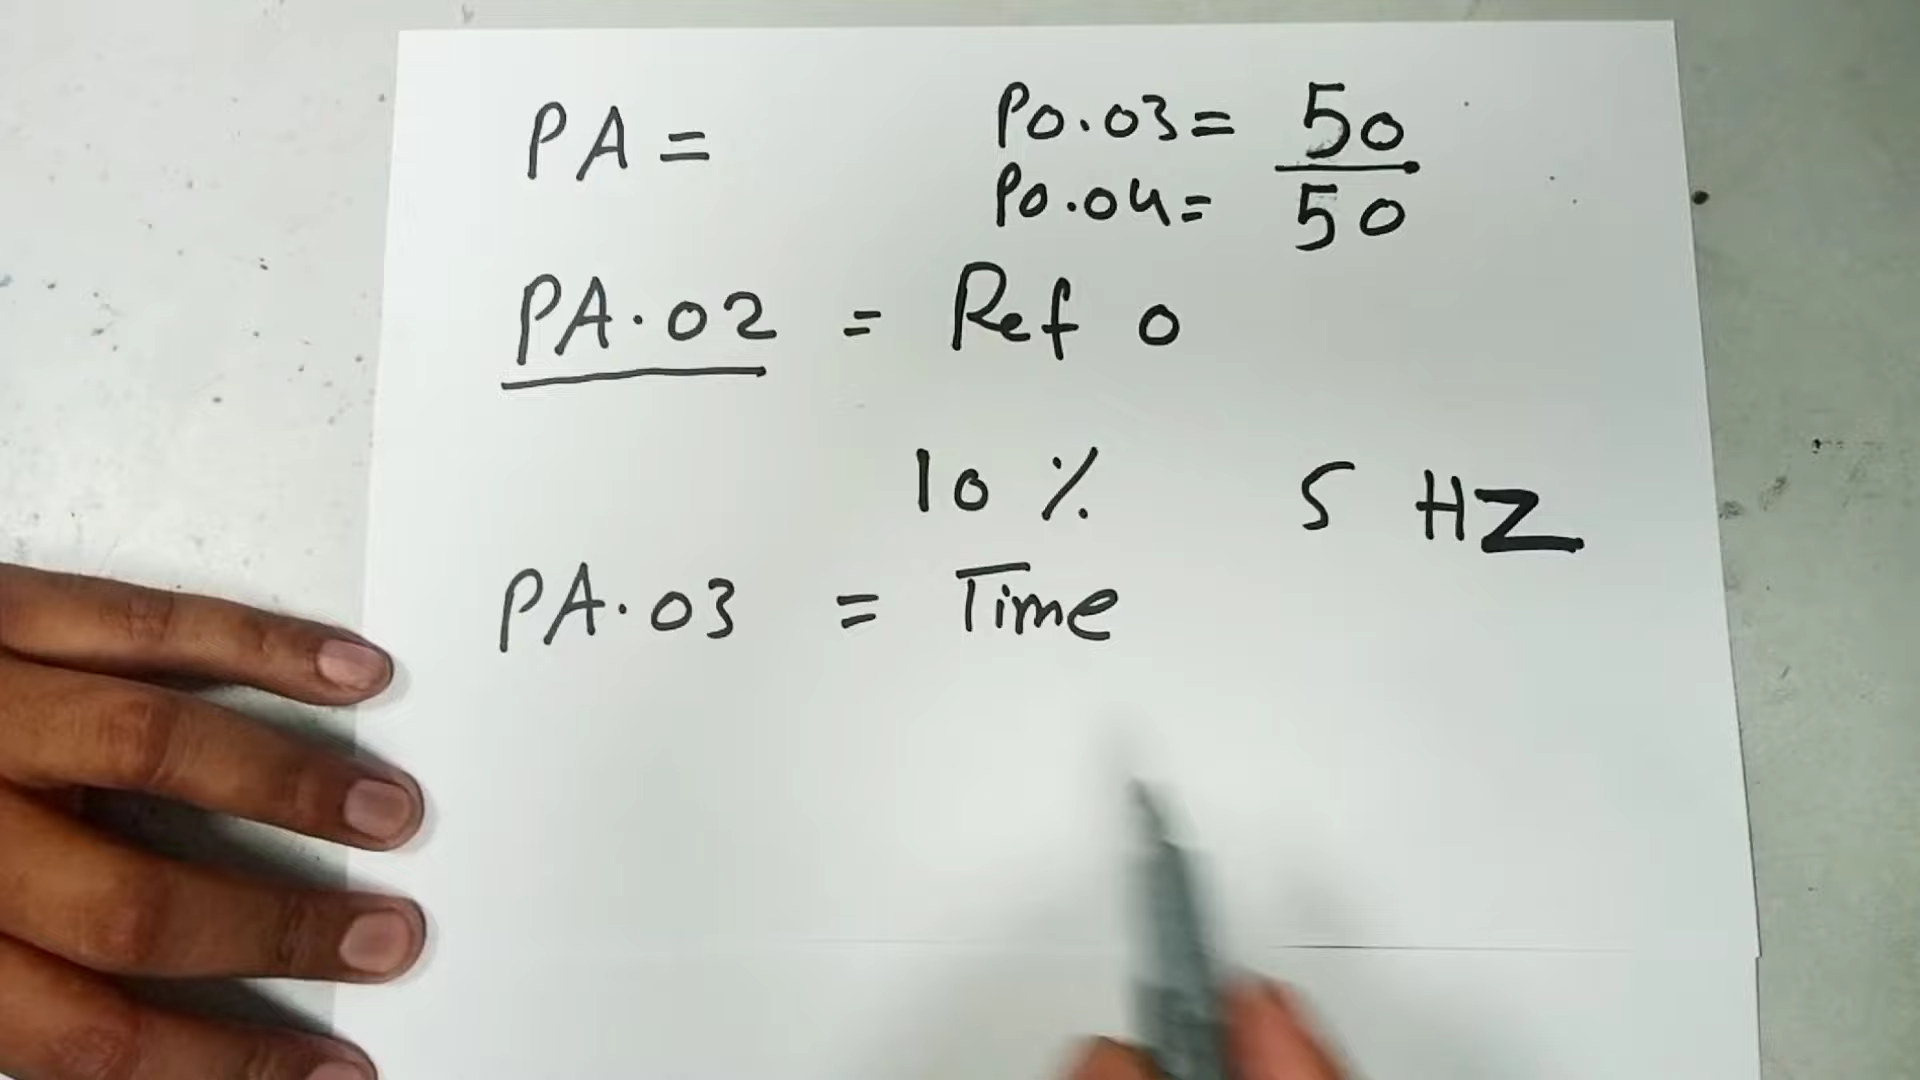 PA =
P0.03 = 50
P0.04 = 50
PA.02 = Ref 0
10 % 5 HZ
PA.03 = Time